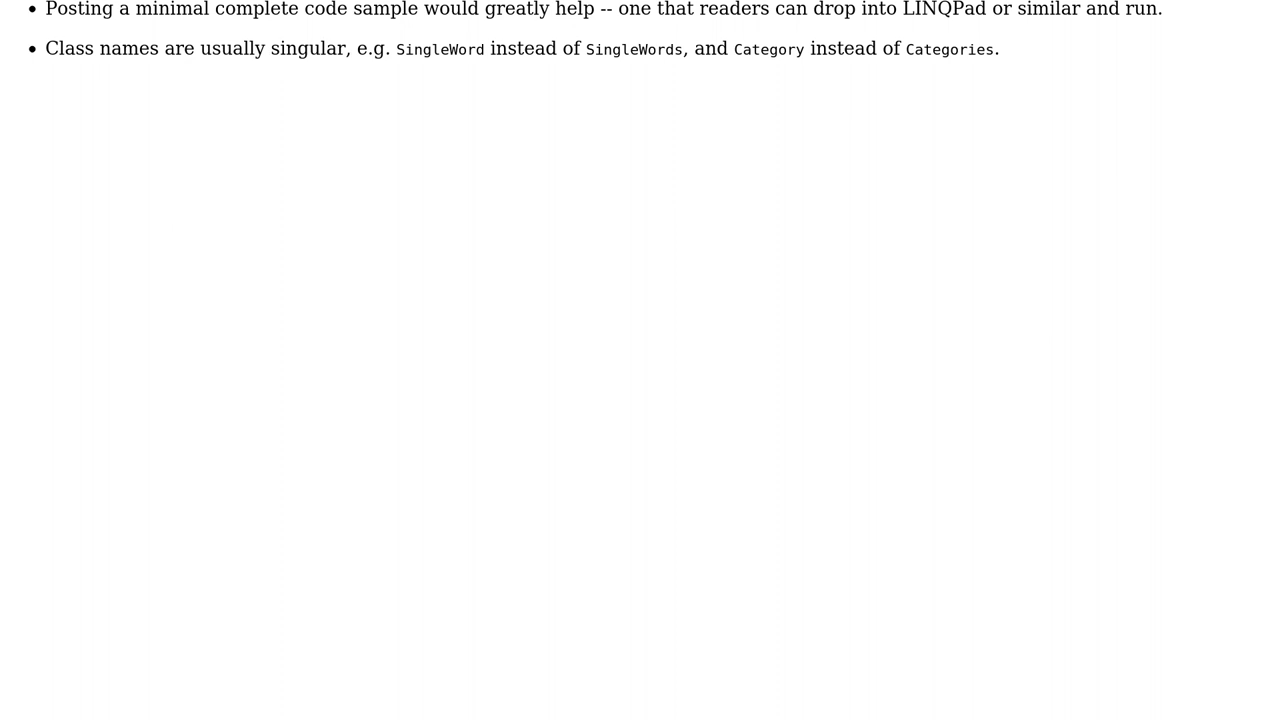 • Posting a minimal complete code sample would greatly help -- one that readers can drop into LINQPad or similar and run.
• Class names are usually singular, e.g. SingleWord instead of SingleWords, and Category instead of Categories.